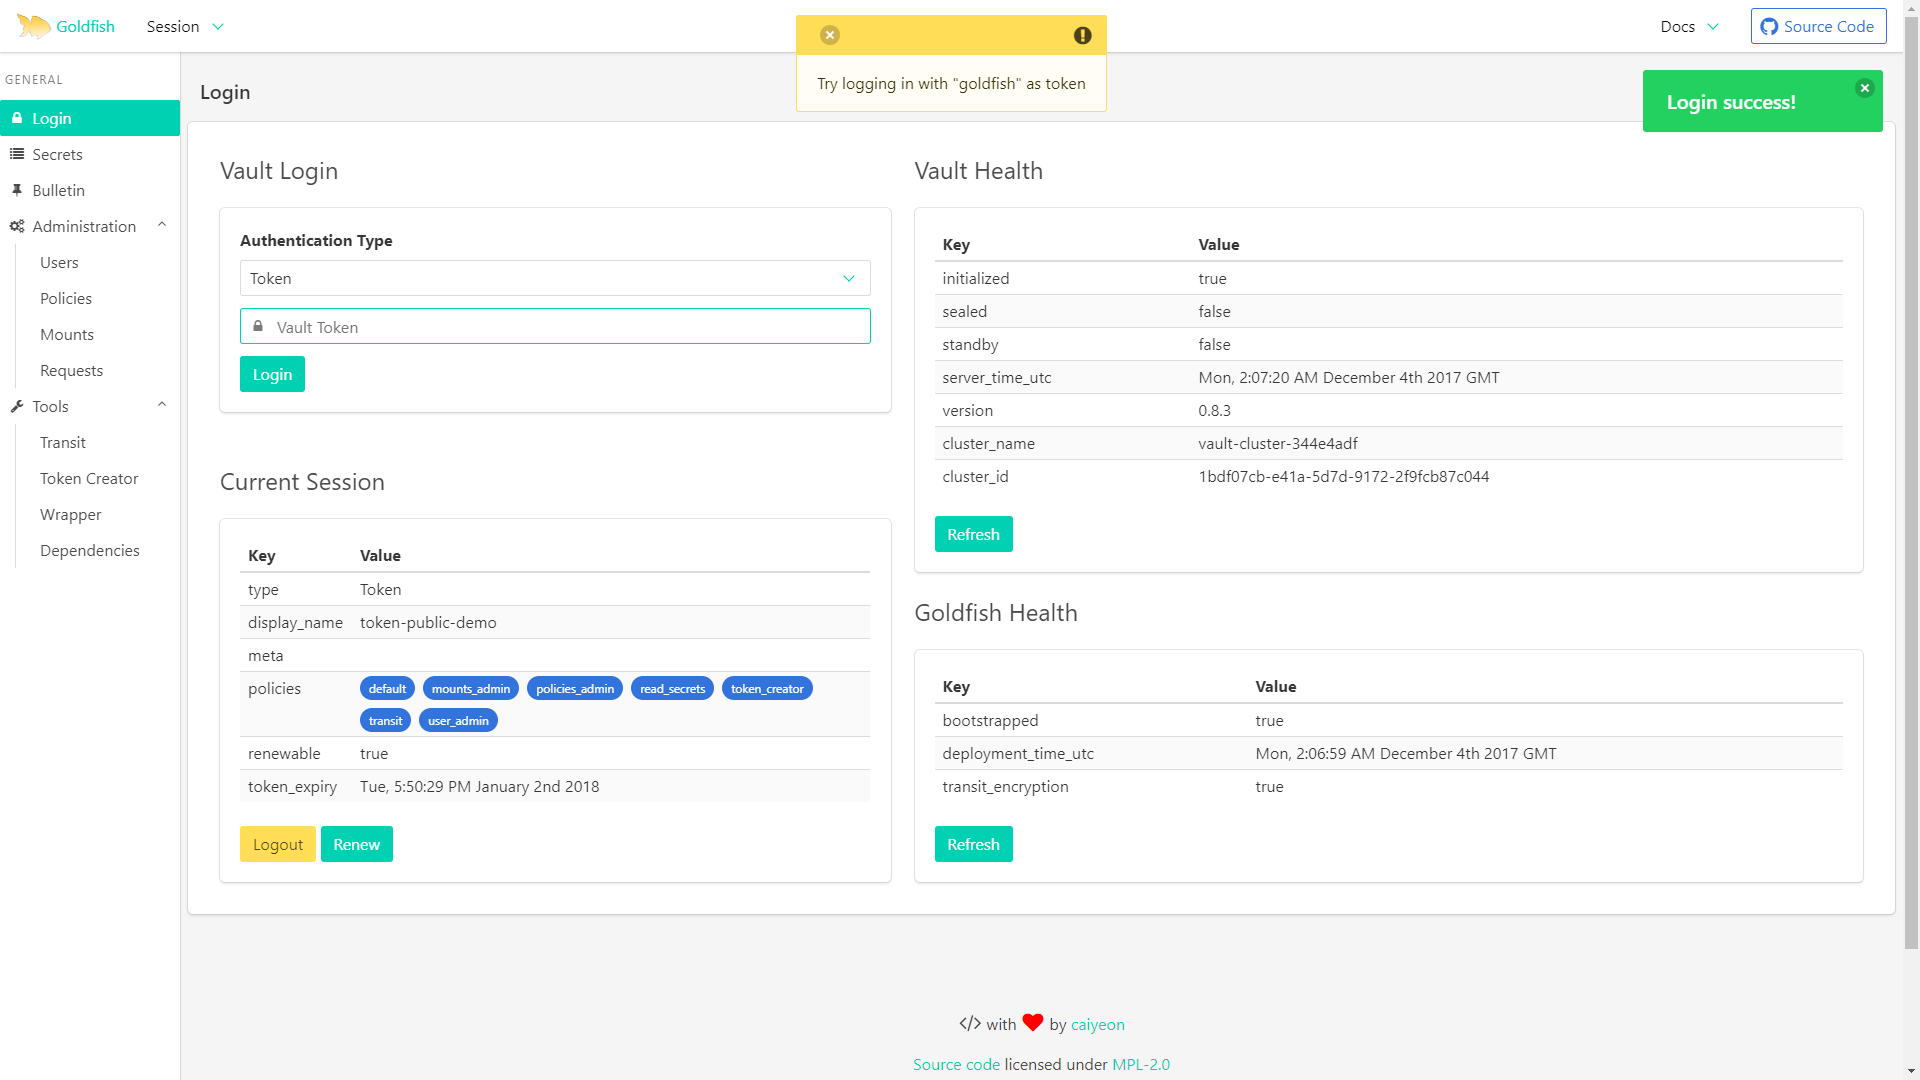 Goldfish
Session
Docs
Source Code
Try logging in with "goldfish" as token
Login success!
GENERAL
Login
Secrets
Bulletin
Administration
Users
Policies
Mounts
Requests
Tools
Transit
Token Creator
Wrapper
Dependencies
Login
Vault Login
Authentication Type
Token
Vault Token
Login
Current Session
Key Value
type Token
display_name token-public-demo
meta
policies default mounts_admin policies_admin read_secrets token_creator
transit user_admin
renewable true
token_expiry Tue, 5:50:29 PM January 2nd 2018
Logout Renew
Vault Health
Key Value
initialized true
sealed false
standby false
server_time_utc Mon, 2:07:20 AM December 4th 2017 GMT
version 0.8.3
cluster_name vault-cluster-344e4adf
cluster_id 1bdf07cb-e41a-5d7d-9172-2f9fcb87c044
Refresh
Goldfish Health
Key Value
bootstrapped true
deployment_time_utc Mon, 2:06:59 AM December 4th 2017 GMT
transit_encryption true
Refresh
</> with ❤ by caiyeon
Source code licensed under MPL-2.0